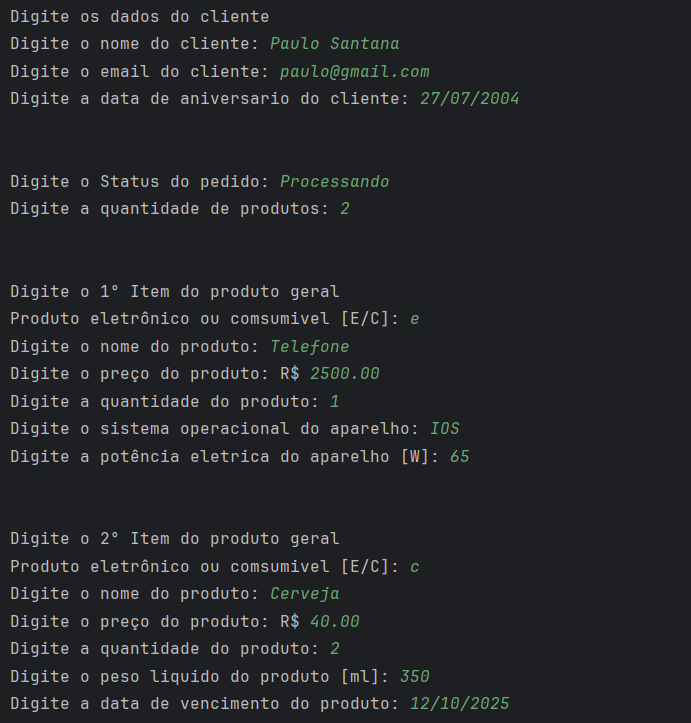 Digite os dados do cliente
Digite o nome do cliente: Paulo Santana
Digite o email do cliente: paulo@gmail.com
Digite a data de aniversario do cliente: 27/07/2004
Digite o Status do pedido: Processando
Digite a quantidade de produtos: 2
Digite o 1° Item do produto geral
Produto eletrônico ou comsumivel [E/C]: e
Digite o nome do produto: Telefone
Digite o preço do produto: R$ 2500.00
Digite a quantidade do produto: 1
Digite o sistema operacional do aparelho: IOS
Digite a potência eletrica do aparelho [W]: 65
Digite o 2° Item do produto geral
Produto eletrônico ou comsumivel [E/C]: c
Digite o nome do produto: Cerveja
Digite o preço do produto: R$ 40.00
Digite a quantidade do produto: 2
Digite o peso liquido do produto [ml]: 350
Digite a data de vencimento do produto: 12/10/2025